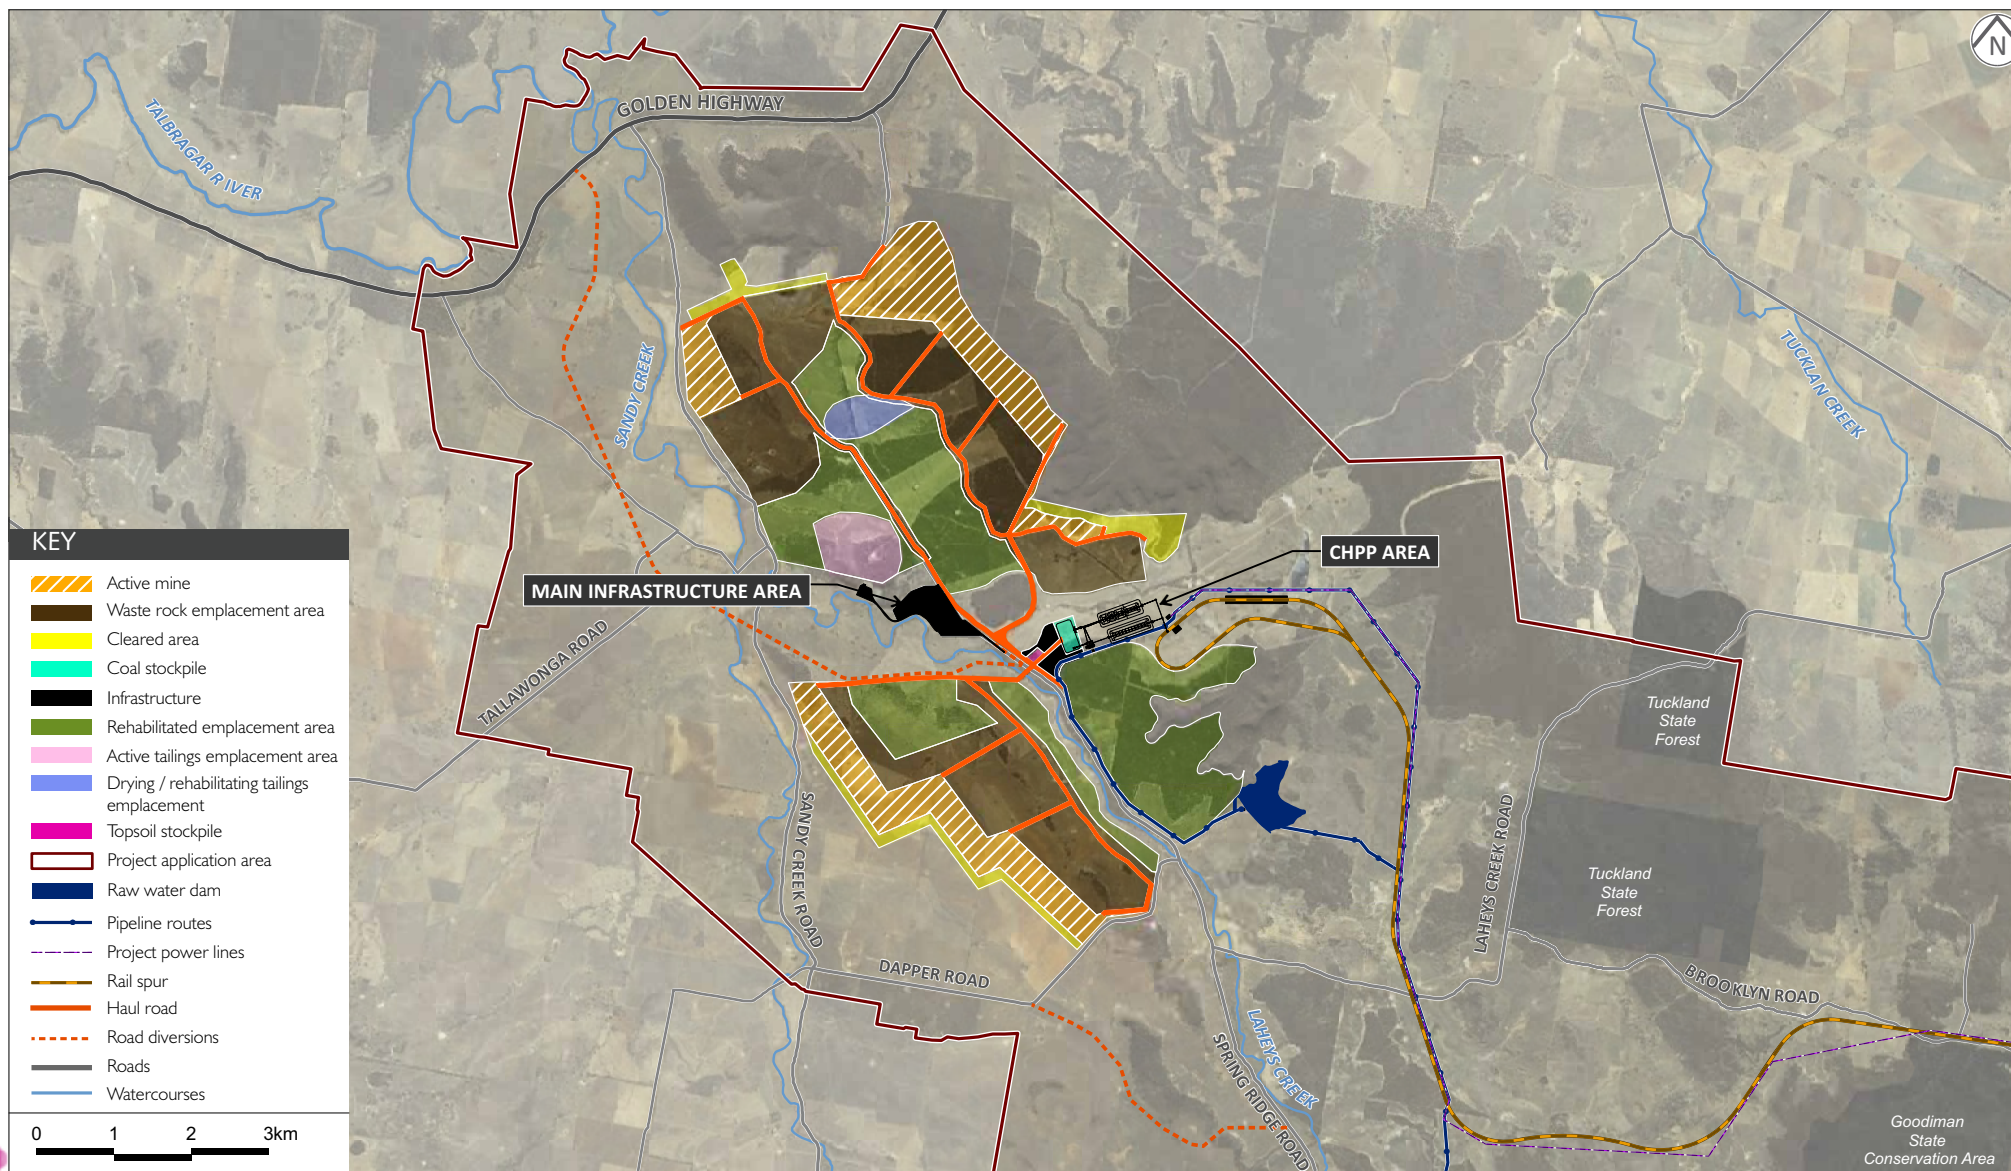 N
GOLDEN HIGHWAY
TALBRAGAR RIVER
SANDY CREEK
TUCKLAN CREEK
KEY
Active mine
Waste rock emplacement area
Cleared area
Coal stockpile
Infrastructure
Rehabilitated emplacement area
Active tailings emplacement area
Drying / rehabilitating tailings
emplacement
Topsoil stockpile
Project application area
Raw water dam
Pipeline routes
Project power lines
Rail spur
Haul road
Road diversions
Roads
Watercourses
0 1 2 3km
CHPP AREA
MAIN INFRASTRUCTURE AREA
TALLAWONGA ROAD
Tuckland
State
Forest
SANDY CREEK ROAD
LAHEYS CREEK ROAD
Tuckland
State
Forest
DAPPER ROAD
BROOKLYN ROAD
LAHEYS CREEK
SPRING RIDGE ROAD
Goodiman
State
Conservation Area